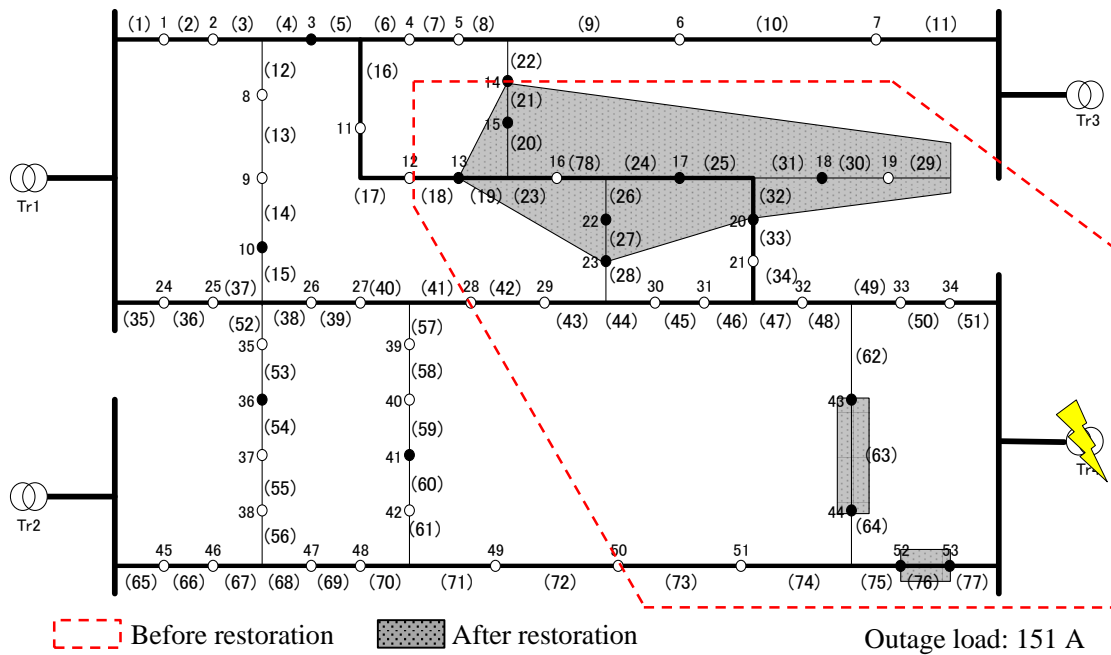 (1) 1 (2) 2 (3) (4) 3 (5) (6) 4 (7) 5 (8) (9) 6 (10) 7 (11)
(12) (16) (22)
8 14 (21) Tr3
(13) 11 15 (20)
9 12 13 16 (78) (24) 17 (25) (31) 18 (30) 19 (29)
Tr1 (17) (18) (19) (23) (26) (32)
(14) 22 20
10 (27) (33)
(15) 23 (28) 21 (34)
24 25 (37) 26 27 (40) (41) 28 (42) 29 30 31 32 (49) 33 34
(35) (36) (52) (38) (39) (57) (43) (44) (45) (46) (47) (48) (50) (51)
35 39 (62)
(53) (58)
36 40 43
(54) (59) Tr
37 41 (63)
(55) (60)
38 42 44
Tr2 (56) (61) (64)
45 46 47 48 49 50 51 52 53
(65) (66) (67) (68) (69) (70) (71) (72) (73) (74) (75) (76) (77)
Before restoration After restoration Outage load: 151 A